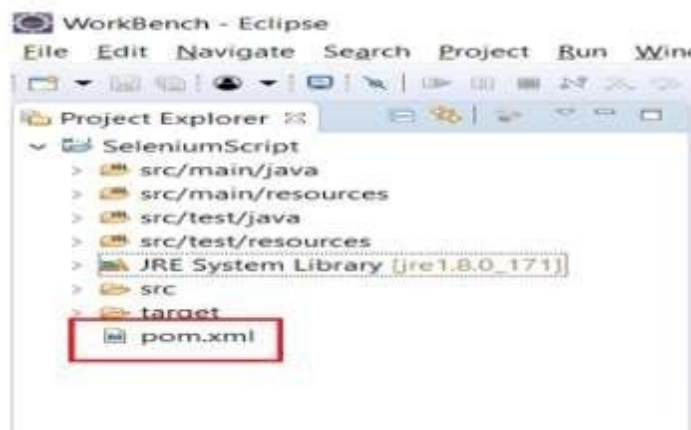 WorkBench - Eclipse
File Edit Navigate Search Project Run
Project Explorer
SeleniumScript
src/main/java
src/main/resources
src/test/java
src/test/resources
JRE System Library [jre1.8.0_171]
src
target
pom.xml